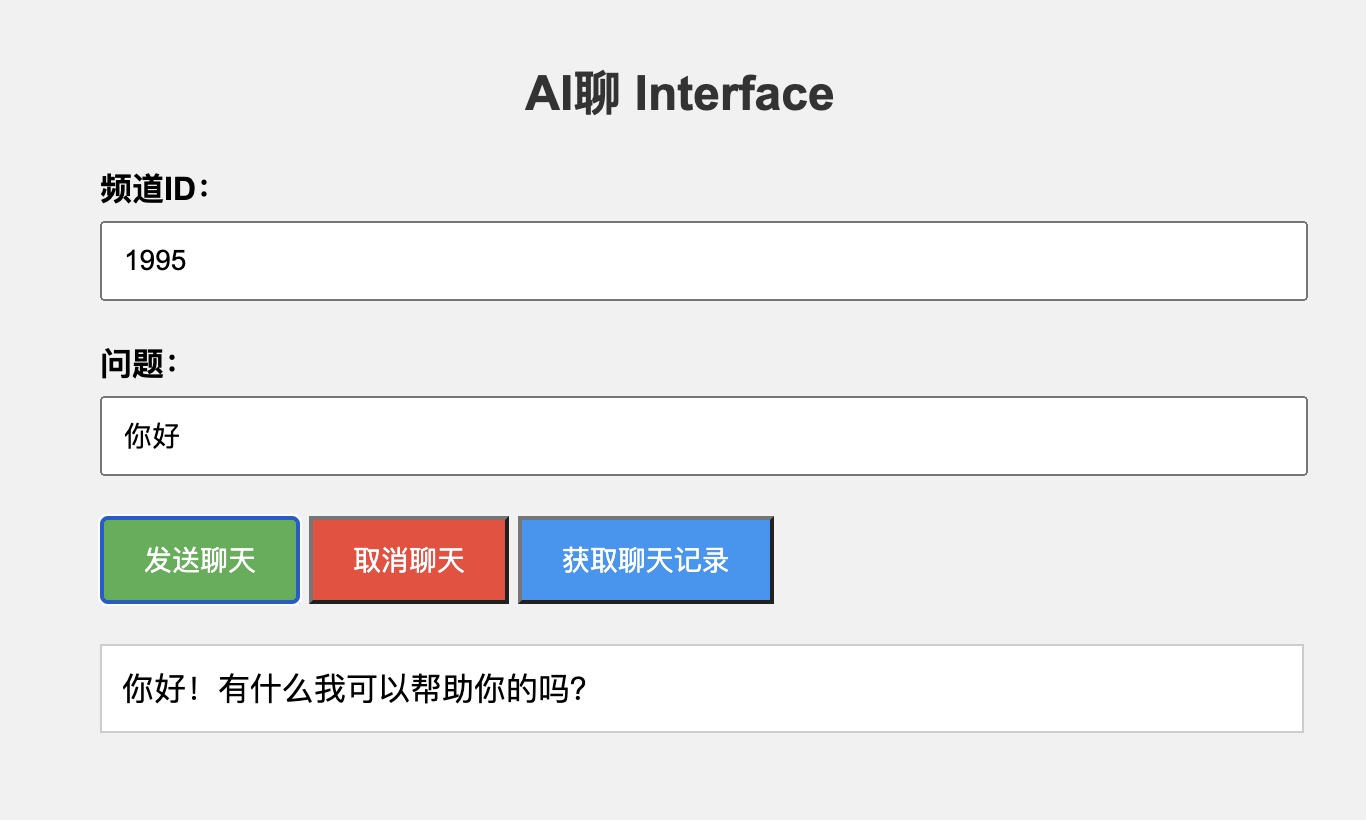 AI聊 Interface
频道ID：
1995
问题：
你好
发送聊天 取消聊天 获取聊天记录
你好！有什么我可以帮助你的吗？